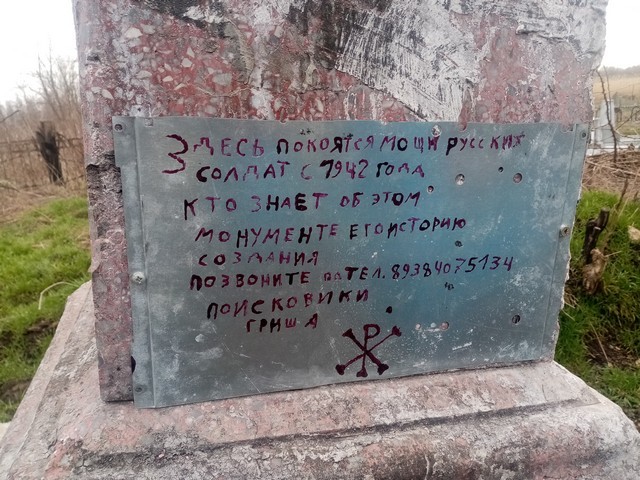 ЗДЕСЬ ПОКОЯТСЯ МОЩИ РУССКИХ
СОЛДАТ С 1942 ГОДА
КТО ЗНАЕТ ОБ ЭТОМ
МОНУМЕНТЕ ЕГО ИСТОРИЮ
СОЗДАНИЯ
ПОЗВОНИТЕ ПО ТЕЛ. 89384075134
ПОИСКОВИКИ
ГРИША